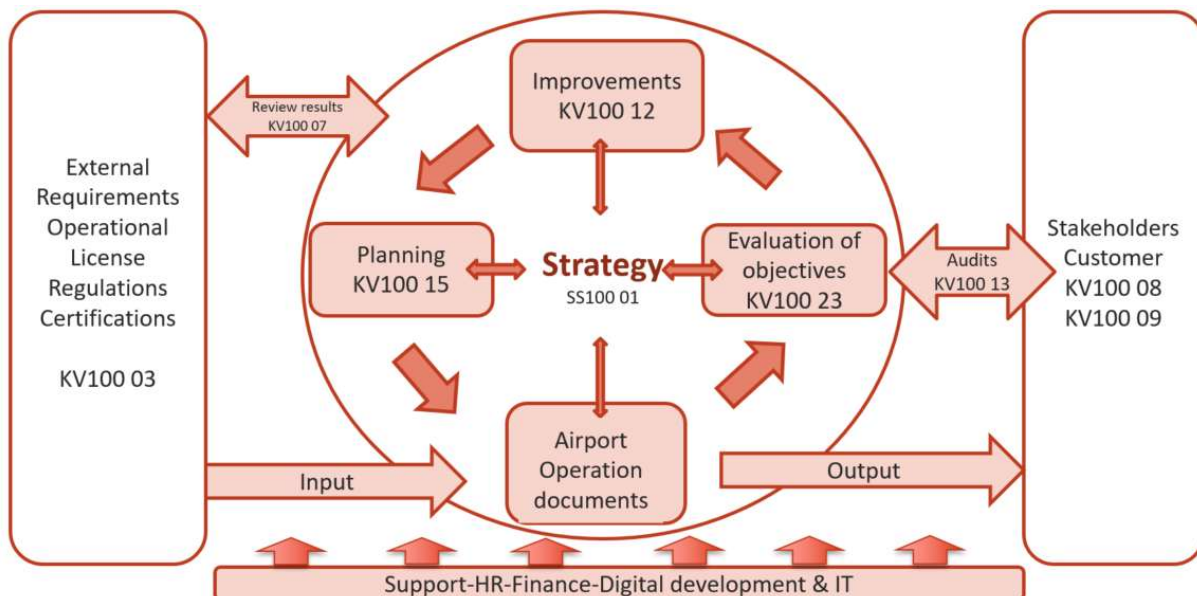 External
Requirements
Operational
License
Regulations
Certifications
KV100 03
Review results
KV100 07
Improvements
KV100 12
Planning
KV100 15
Strategy
SS100 01
Evaluation of
objectives
KV100 23
Airport
Operation
documents
Input
Output
Audits
KV100 13
Stakeholders
Customer
KV100 08
KV100 09
Support-HR-Finance-Digital development & IT